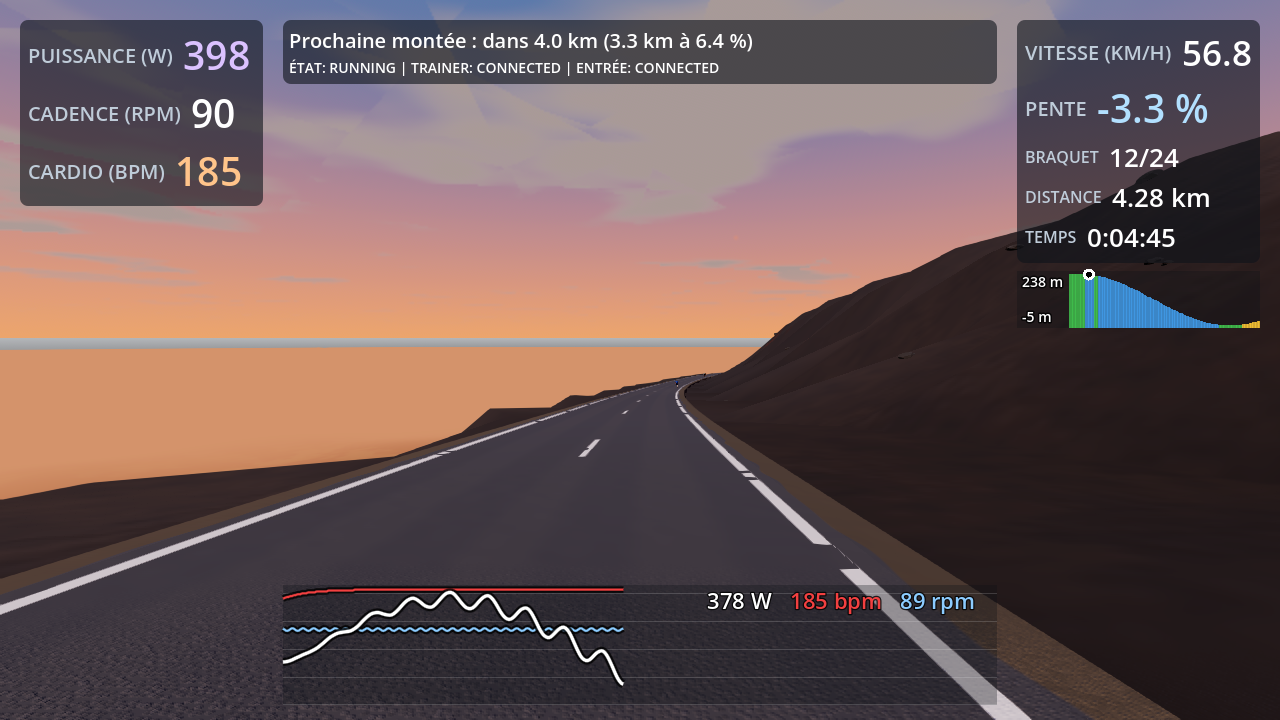 PUISSANCE (W) 398
CADENCE (RPM) 90
CARDIO (BPM) 185
Prochaine montée : dans 4.0 km (3.3 km à 6.4 %)
ÉTAT: RUNNING | TRAINER: CONNECTED | ENTRÉE: CONNECTED
VITESSE (KM/H) 56.8
PENTE -3.3 %
BRAQUET 12/24
DISTANCE 4.28 km
TEMPS 0:04:45
238 m
-5 m
378 W 185 bpm 89 rpm